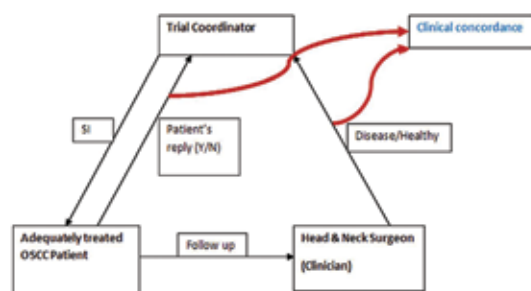 Trial Coordinator
Clinical concordance
SI
Patient's
reply (Y/N)
Disease/Healthy
Adequately treated
OSCC Patient
Follow up
Head & Neck Surgeon
(Clinician)